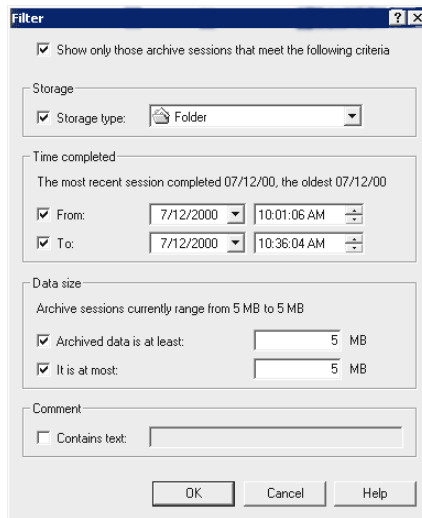 Filter
Show only those archive sessions that meet the following criteria
Storage
Storage type: Folder
Time completed
The most recent session completed 07/12/00, the oldest 07/12/00
From: 7/12/2000 10:01:06 AM
To: 7/12/2000 10:36:04 AM
Data size
Archive sessions currently range from 5 MB to 5 MB
Archived data is at least: 5 MB
It is at most: 5 MB
Comment
Contains text:
OK Cancel Help